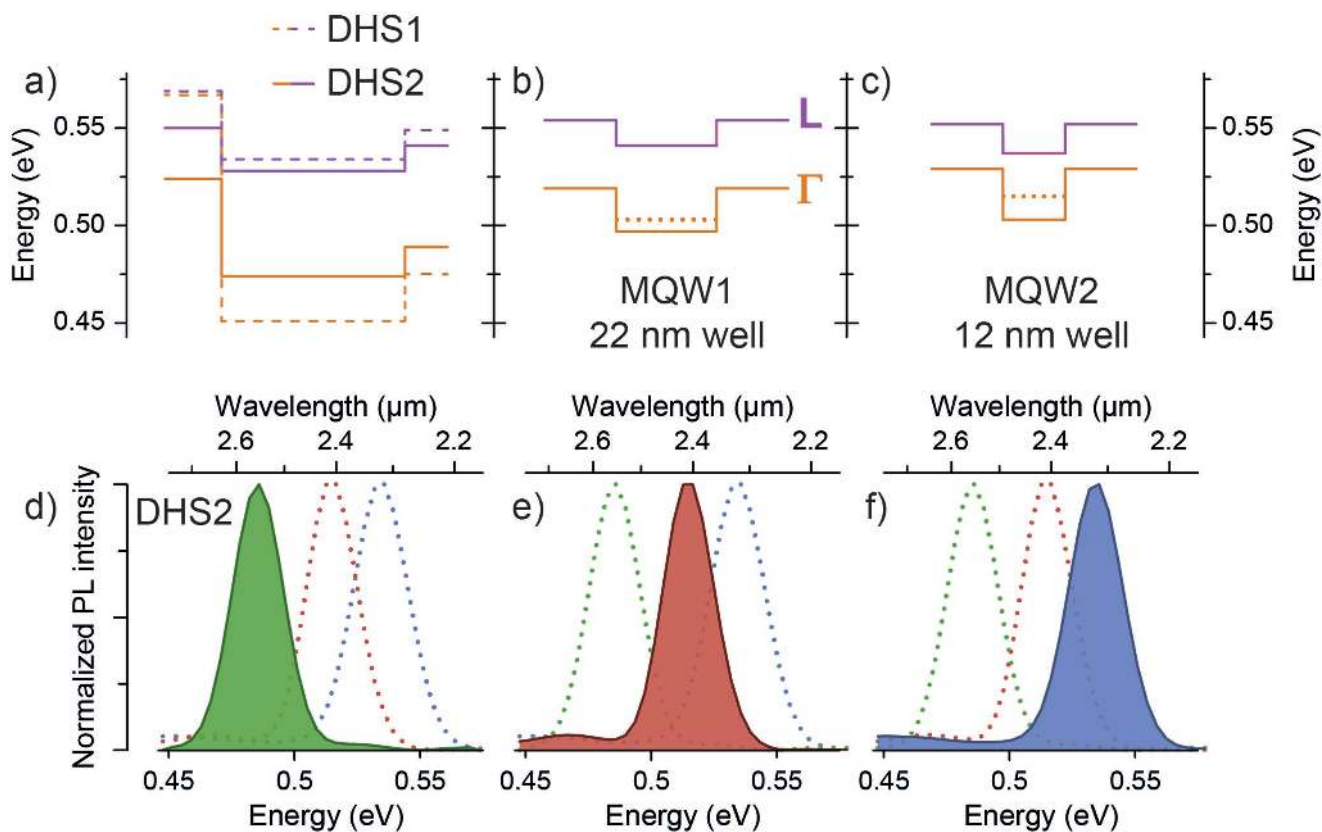 DHS1
DHS2
a)
b)
c)
L
Γ
0.55
0.50
0.45
Energy (eV)
MQW1
22 nm well
MQW2
12 nm well
0.55
0.50
0.45
Energy (eV)
Wavelength (μm)
Wavelength (μm)
Wavelength (μm)
2.6 2.4 2.2
2.6 2.4 2.2
2.6 2.4 2.2
d)
DHS2
e)
f)
Normalized PL intensity
0.45 0.5 0.55
0.45 0.5 0.55
0.45 0.5 0.55
Energy (eV)
Energy (eV)
Energy (eV)